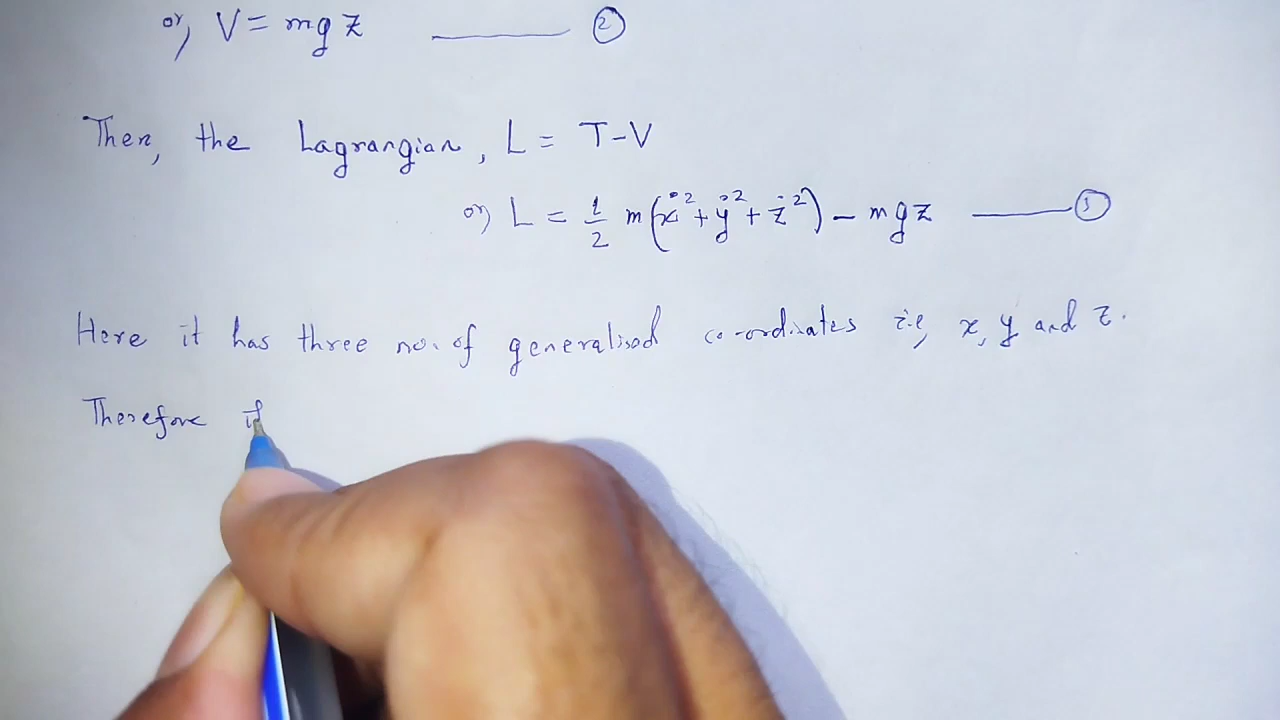 or, V = mgz ——— ②
Then, the Lagrangian, L = T-V
or, L = 1/2 m(ẋ² + ẏ² + ż²) - mgz ——— ③
Here it has three no. of generalised co-ordinates i.e, x, y and z.
Therefore it